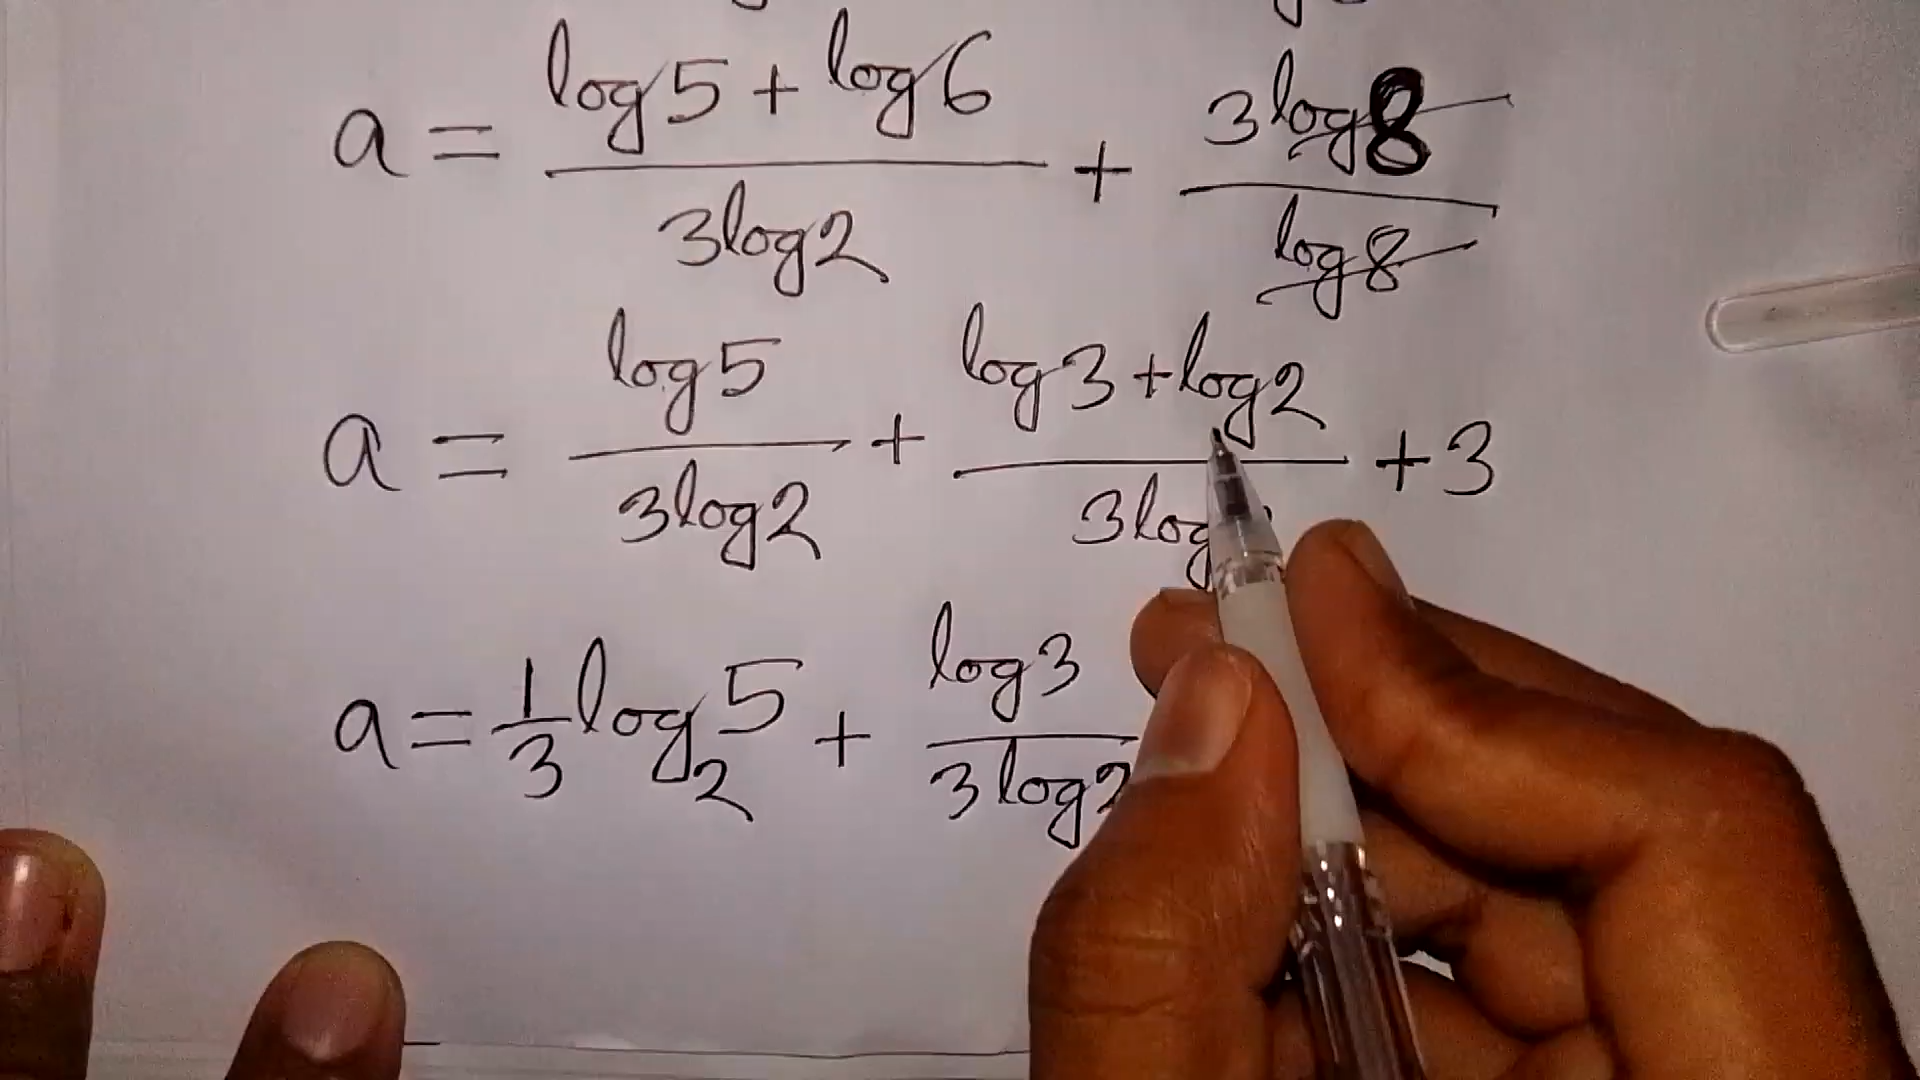 a = (log5 + log6)/(3log2) + (3log8)/(log8)
a = (log5)/(3log2) + (log3 + log2)/(3log) + 3
a = 1/3 log₂5 + (log3)/(3log2)